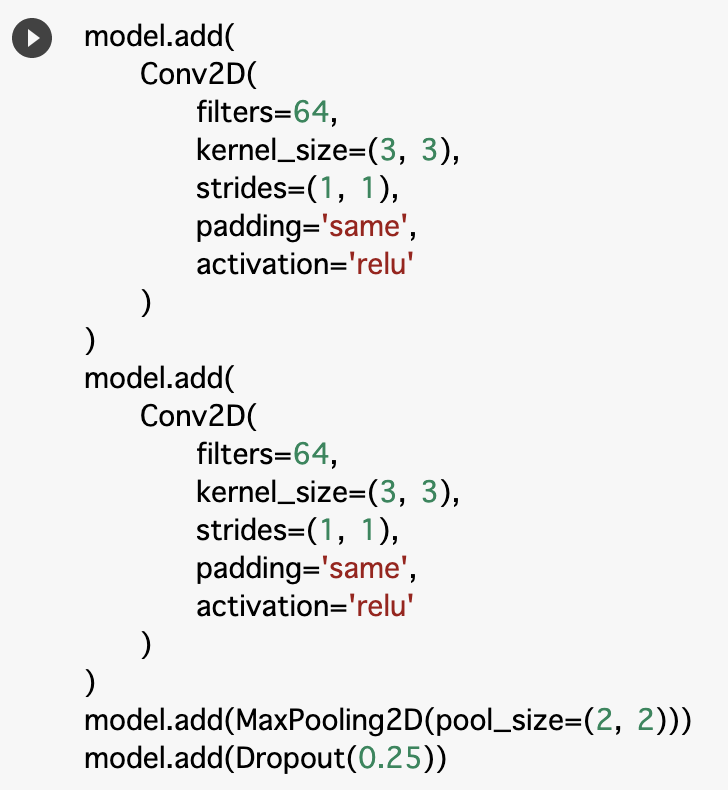 model.add(
    Conv2D(
        filters=64,
        kernel_size=(3, 3),
        strides=(1, 1),
        padding='same',
        activation='relu'
    )
)
model.add(
    Conv2D(
        filters=64,
        kernel_size=(3, 3),
        strides=(1, 1),
        padding='same',
        activation='relu'
    )
)
model.add(MaxPooling2D(pool_size=(2, 2)))
model.add(Dropout(0.25))